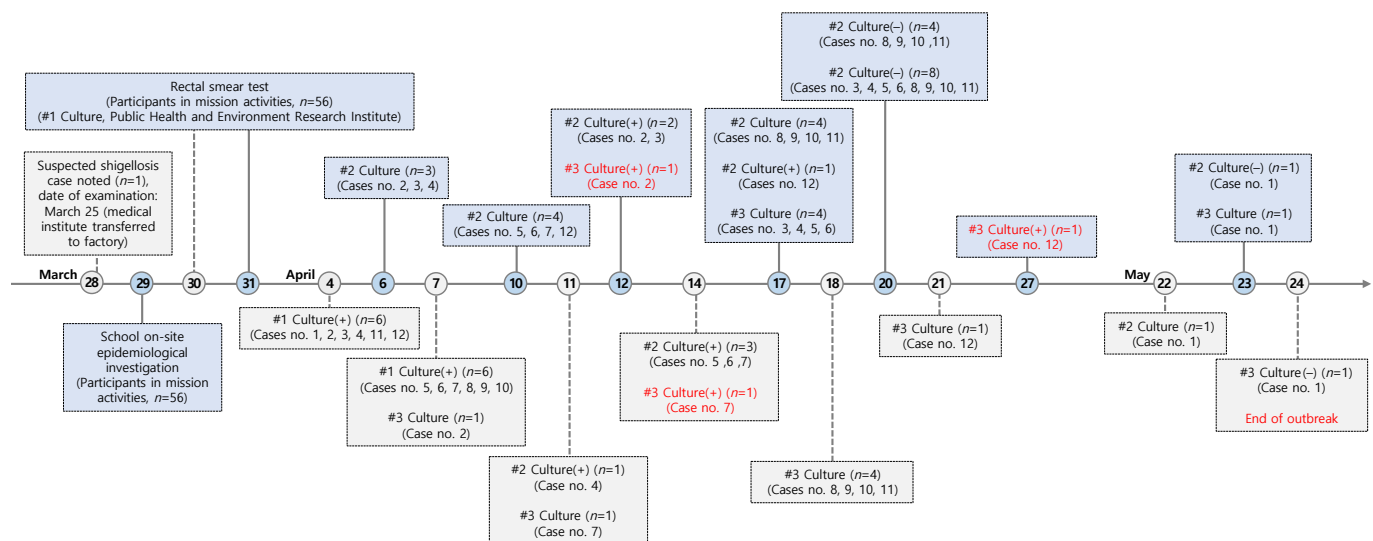 #2 Culture(–) (n=4)
(Cases no. 8, 9, 10 ,11)
#2 Culture(–) (n=8)
(Cases no. 3, 4, 5, 6, 8, 9, 10, 11)
Rectal smear test
(Participants in mission activities, n=56)
(#1 Culture, Public Health and Environment Research Institute)
#2 Culture(+) (n=2)
(Cases no. 2, 3)
#3 Culture(+) (n=1)
(Case no. 2)
#2 Culture (n=4)
(Cases no. 8, 9, 10, 11)
#2 Culture(+) (n=1)
(Cases no. 12)
#3 Culture (n=4)
(Cases no. 3, 4, 5, 6)
Suspected shigellosis
case noted (n=1),
date of examination:
March 25 (medical
institute transferred
to factory)
#2 Culture (n=3)
(Cases no. 2, 3, 4)
#2 Culture (n=4)
(Cases no. 5, 6, 7, 12)
#3 Culture(+) (n=1)
(Case no. 12)
#2 Culture(–) (n=1)
(Case no. 1)
#3 Culture (n=1)
(Case no. 1)
March 28 29 30 31 April 4 6 7 10 11 12 14 17 18 20 21 27 May 22 23 24
School on-site
epidemiological
investigation
(Participants in mission
activities, n=56)
#1 Culture(+) (n=6)
(Cases no. 1, 2, 3, 4, 11, 12)
#1 Culture(+) (n=6)
(Cases no. 5, 6, 7, 8, 9, 10)
#3 Culture (n=1)
(Case no. 2)
#2 Culture(+) (n=1)
(Case no. 4)
#3 Culture (n=1)
(Case no. 7)
#2 Culture(+) (n=3)
(Cases no. 5 ,6 ,7)
#3 Culture(+) (n=1)
(Case no. 7)
#3 Culture (n=4)
(Cases no. 8, 9, 10, 11)
#3 Culture (n=1)
(Case no. 12)
#2 Culture (n=1)
(Case no. 1)
#3 Culture(–) (n=1)
(Case no. 1)
End of outbreak